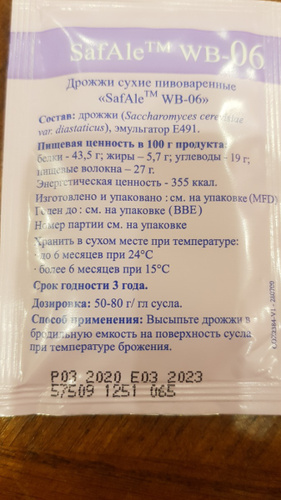 SafAle™ WB-06
Дрожжи сухие пивоваренные
«SafAle™ WB-06»
Состав: дрожжи (Saccharomyces cerevisiae
var. diastaticus), эмульгатор E491.
Пищевая ценность в 100 г продукта:
белки - 43,5 г; жиры – 5,7 г; углеводы - 19 г;
пищевые волокна – 27 г.
Энергетическая ценность - 355 ккал.
Изготовлено и упаковано : см. на упаковке (MFD)
Годен до : см. на упаковке (BBE)
Номер партии см. на упаковке
Хранить в сухом месте при температуре:
· до 6 месяцев при 24°C
· более 6 месяцев при 15°C
Срок годности 3 года.
Дозировка: 50-80 г/ гл сусла.
Способ применения: Высыпьте дрожжи в
бродильную емкость на поверхность сусла
при температуре брожения.
P03 2020 E03 2023
57509 1251 065